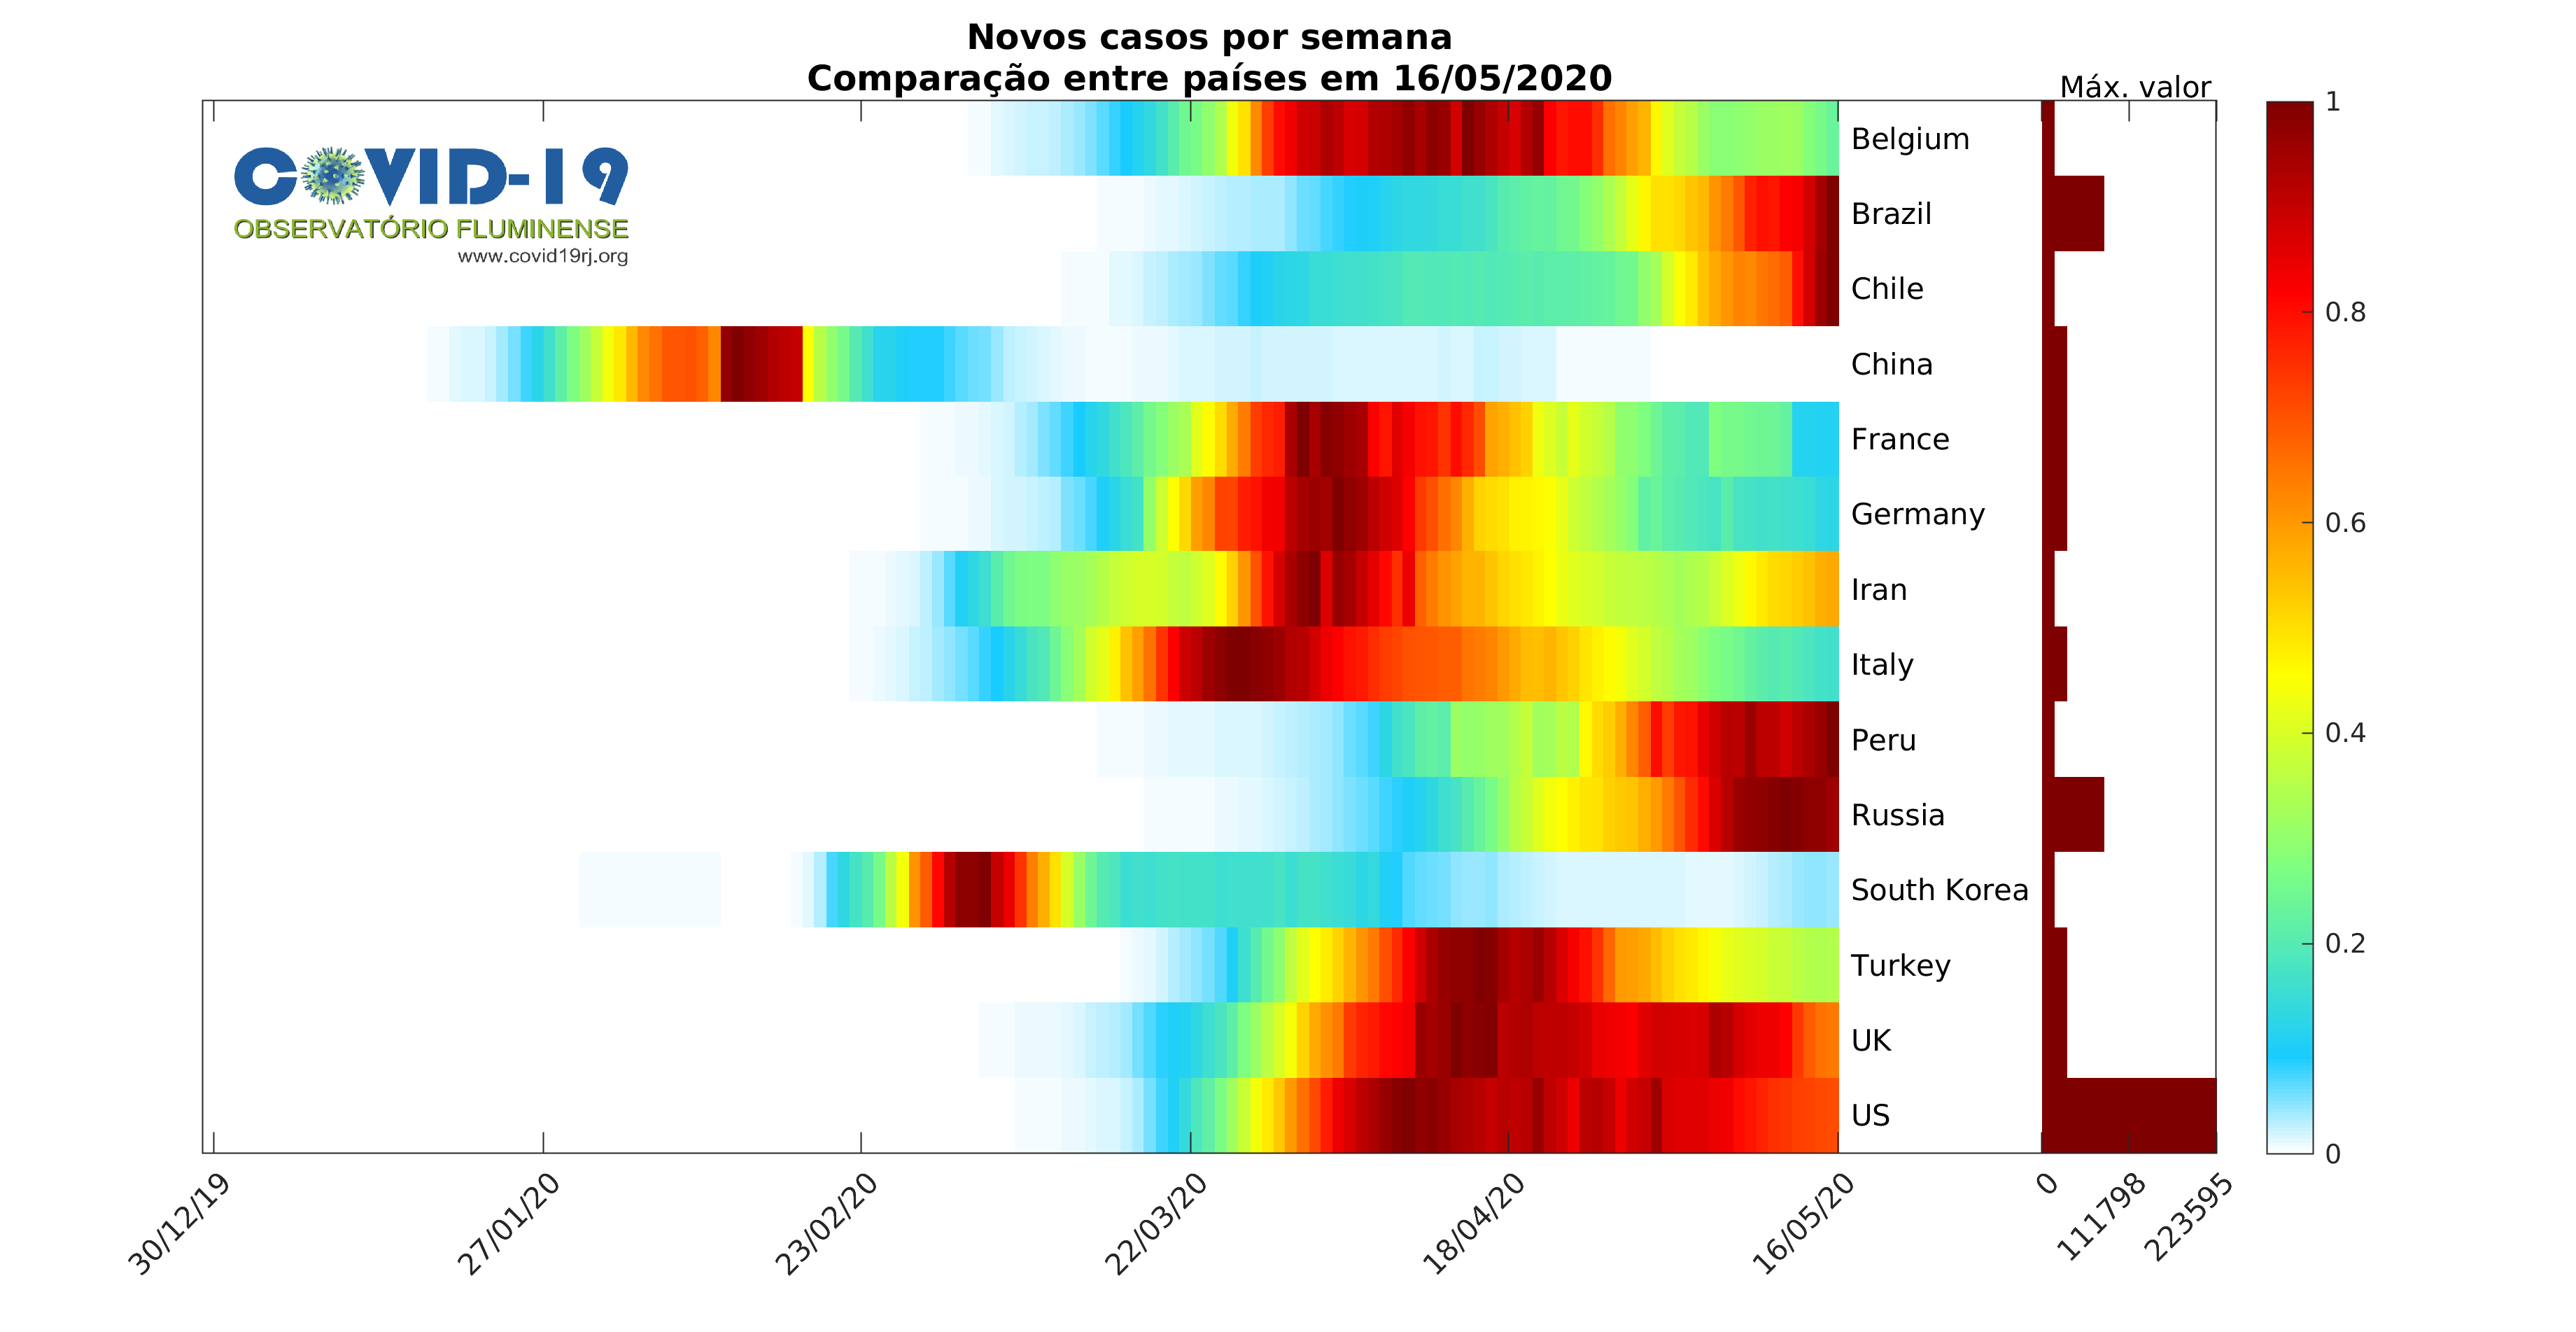 Novos casos por semana
Comparação entre países em 16/05/2020
Máx. valor
COVID-19
OBSERVATÓRIO FLUMINENSE
www.covid19rj.org
Belgium
Brazil
Chile
China
France
Germany
Iran
Italy
Peru
Russia
South Korea
Turkey
UK
US
30/12/19
27/01/20
23/02/20
22/03/20
18/04/20
16/05/20
0
11798
223595
1
0.8
0.6
0.4
0.2
0